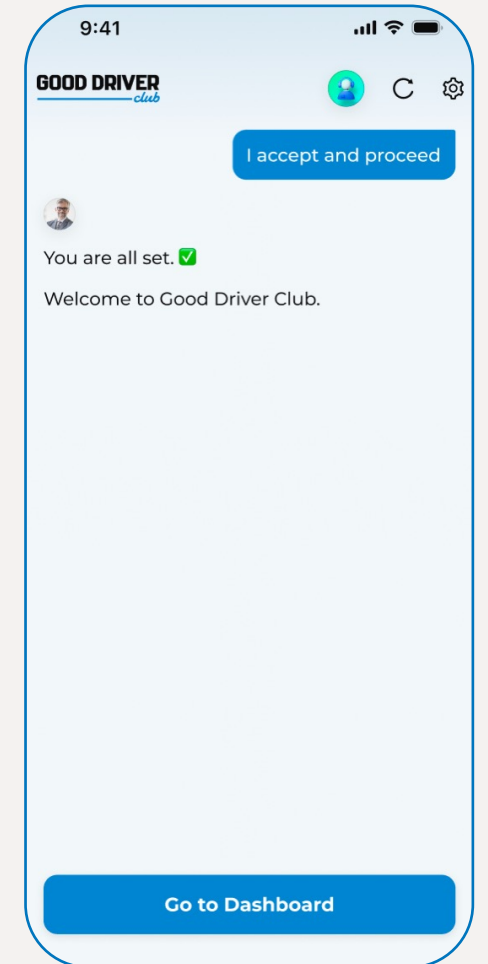 9:41
GOOD DRIVER
club
I accept and proceed
You are all set. ✅
Welcome to Good Driver Club.
Go to Dashboard